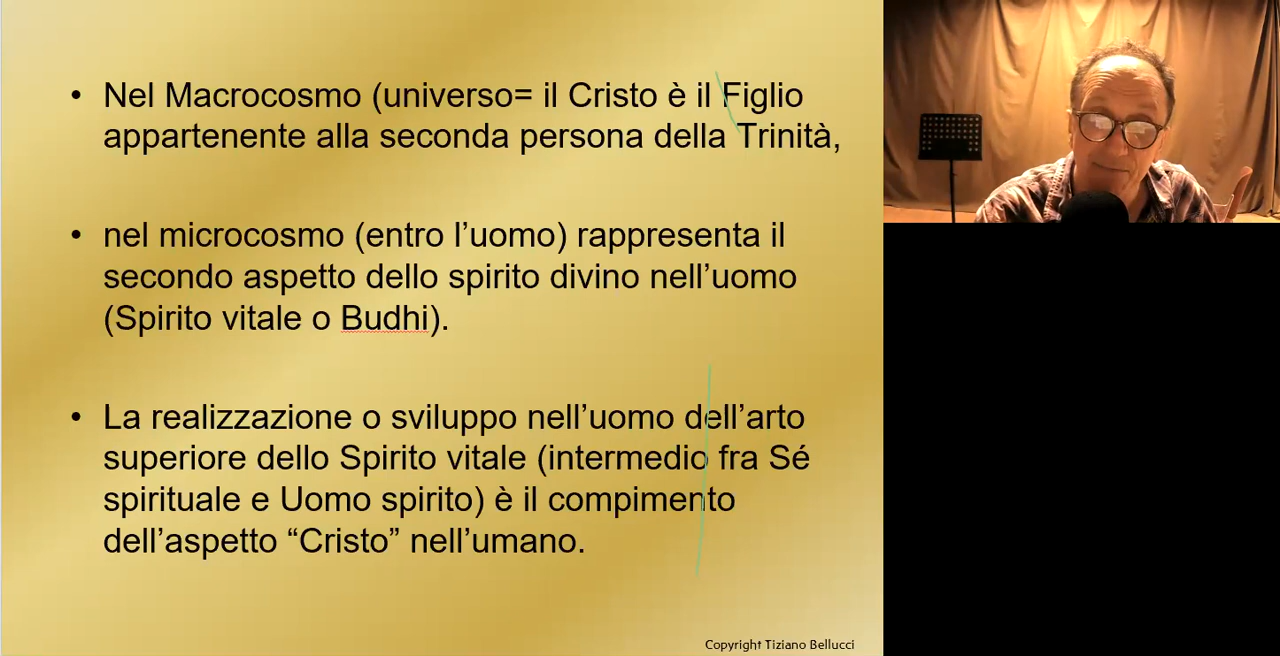 • Nel Macrocosmo (universo= il Cristo è il Figlio
appartenente alla seconda persona della Trinità,
• nel microcosmo (entro l’uomo) rappresenta il
secondo aspetto dello spirito divino nell’uomo
(Spirito vitale o Budhi).
• La realizzazione o sviluppo nell’uomo dell’arto
superiore dello Spirito vitale (intermedio fra Sé
spirituale e Uomo spirito) è il compimento
dell’aspetto “Cristo” nell’umano.
Copyright Tiziano Bellucci